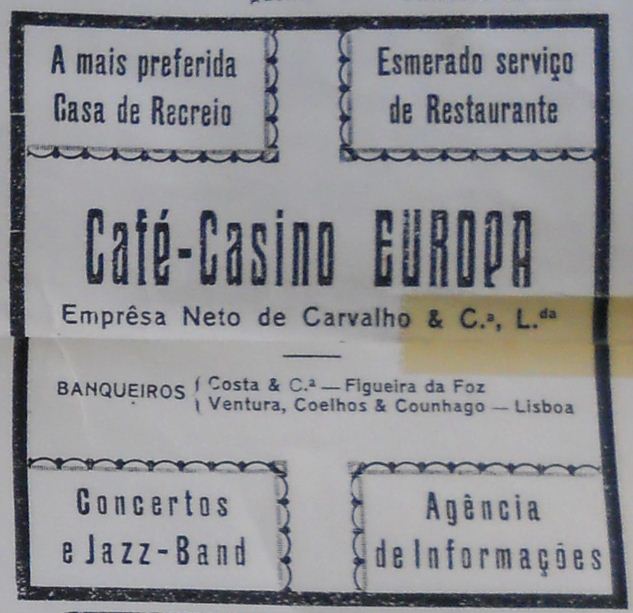 A mais preferida
Casa de Recreio
Esmerado serviço
de Restaurante
Café-Casino EUROPA
Emprêsa Neto de Carvalho & C.ª, L.da
BANQUEIROS
Costa & C.ª — Figueira da Foz
Ventura, Coelhos & Counhago — Lisboa
Concertos
e Jazz-Band
Agência
de Informações